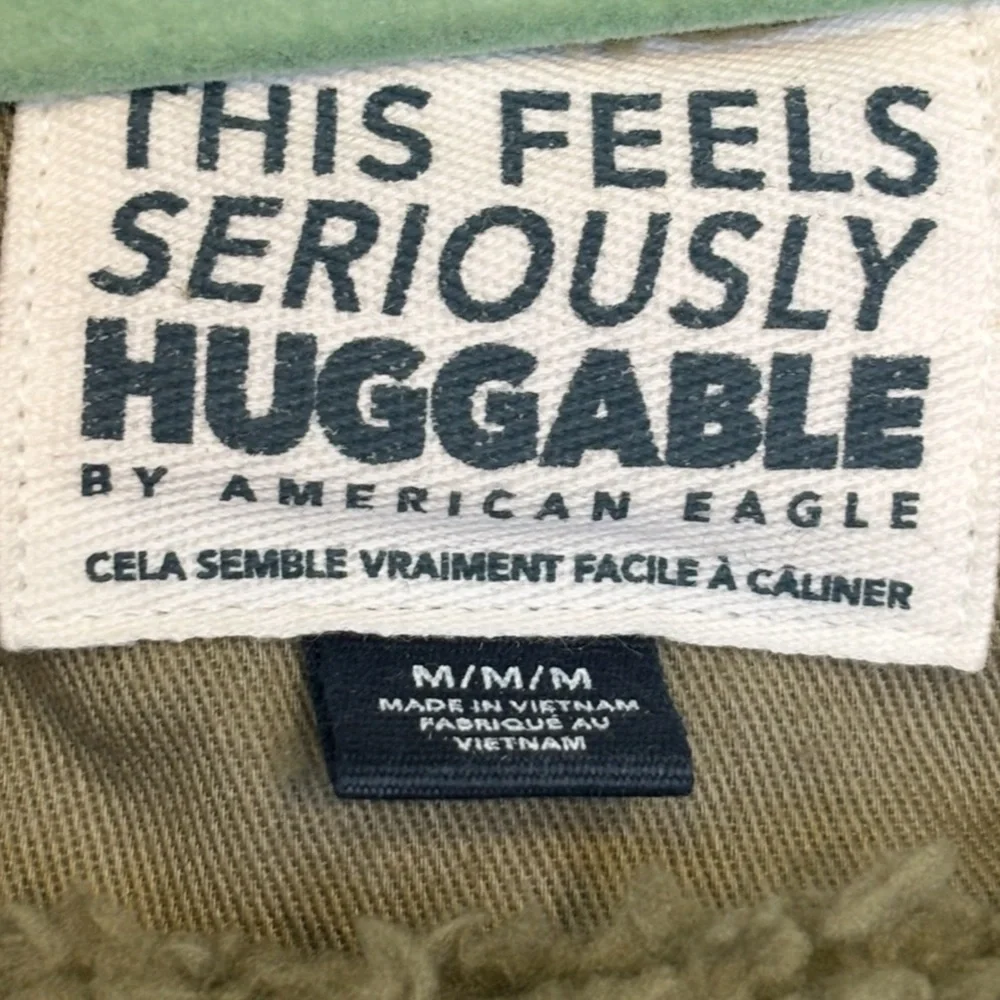 THIS FEELS
SERIOUSLY
HUGGABLE
BY AMERICAN EAGLE
CELA SEMBLE VRAIMENT FACILE À CÂLINER
M/M/M
MADE IN VIETNAM
FABRIQUÉ AU
VIETNAM